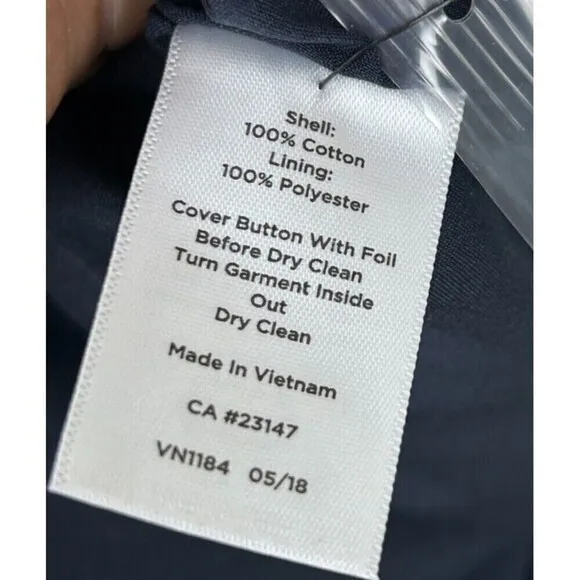 Shell:
100% Cotton
Lining:
100% Polyester
Cover Button With Foil
Before Dry Clean
Turn Garment Inside
Out
Dry Clean
Made In Vietnam
CA #23147
VN1184 05/18